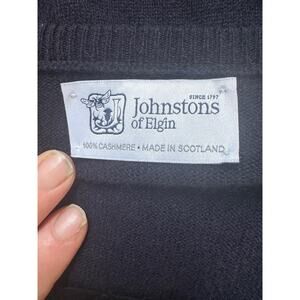 SINCE 1797
Johnstons
of Elgin
100% CASHMERE • MADE IN SCOTLAND